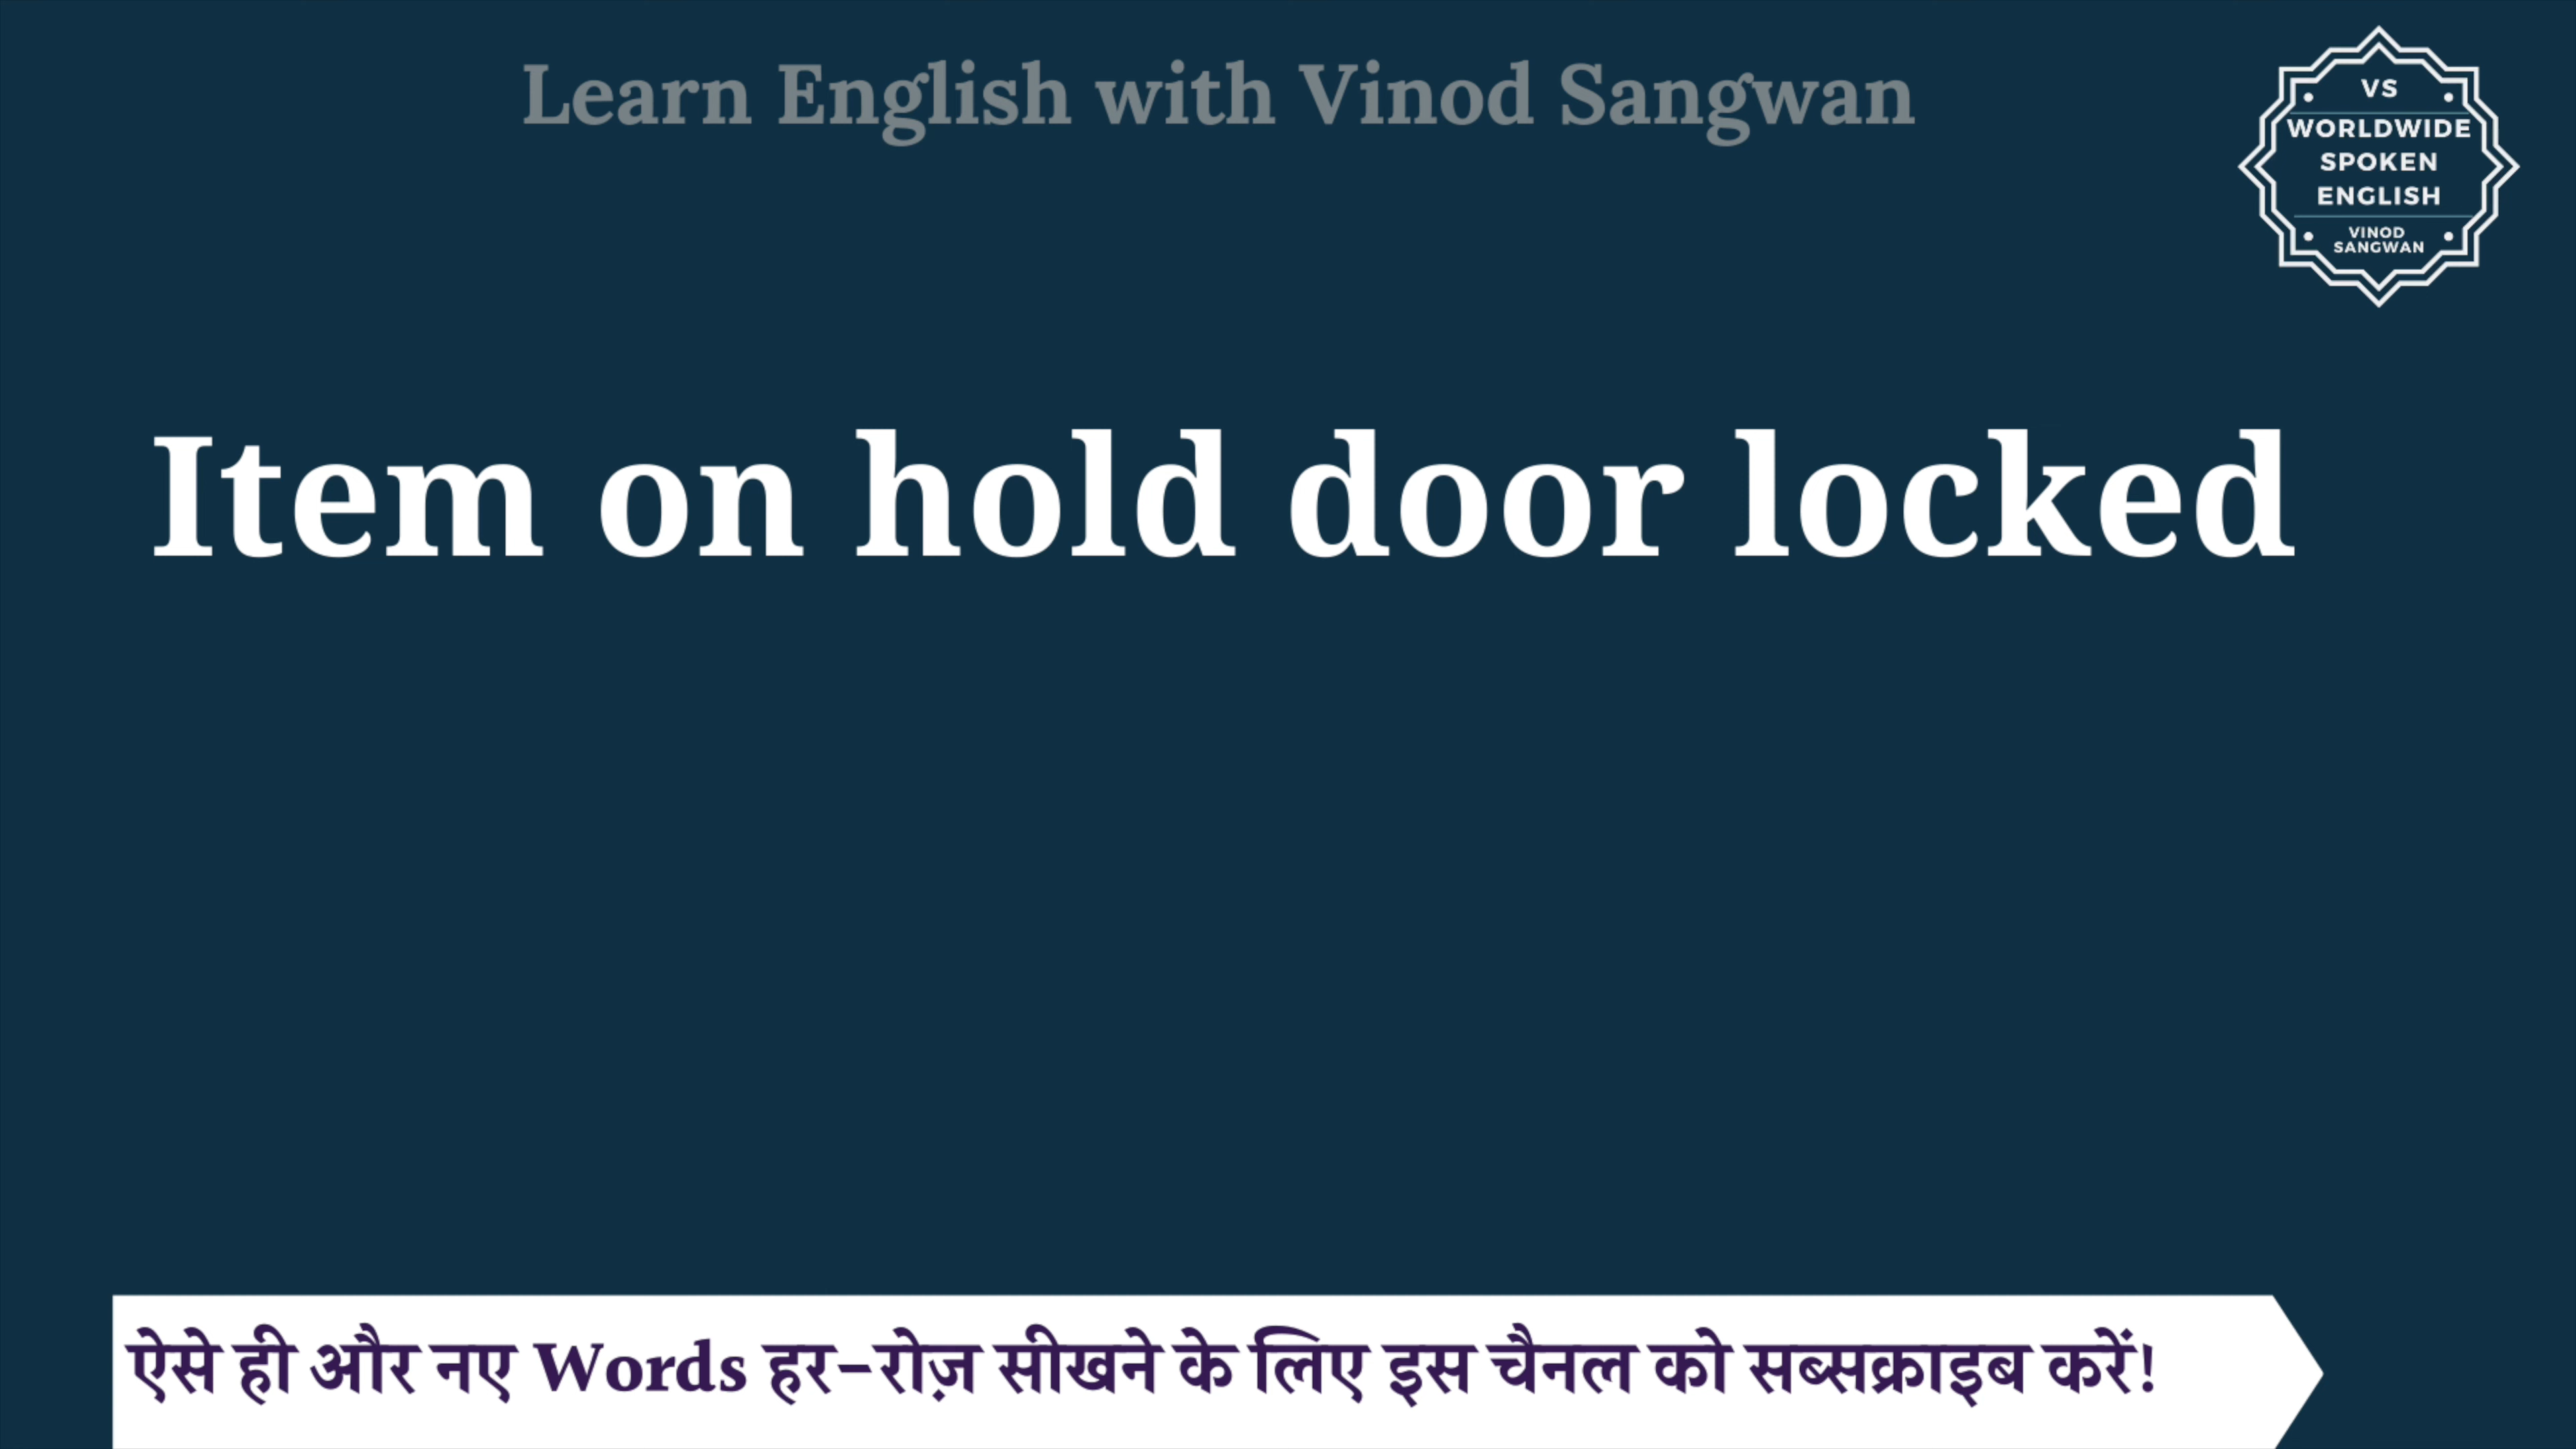 Learn English with Vinod Sangwan
VS
WORLDWIDE
SPOKEN
ENGLISH
VINOD
SANGWAN
Item on hold door locked
ऐसे ही और नए Words हर-रोज़ सीखने के लिए इस चैनल को सब्सक्राइब करें!